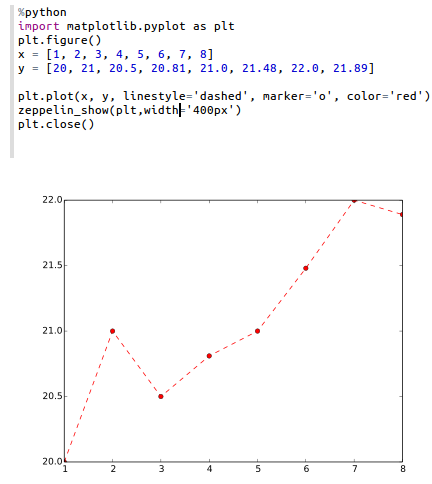 %python
import matplotlib.pyplot as plt
plt.figure()
x = [1, 2, 3, 4, 5, 6, 7, 8]
y = [20, 21, 20.5, 20.81, 21.0, 21.48, 22.0, 21.89]
plt.plot(x, y, linestyle='dashed', marker='o', color='red')
zeppelin_show(plt,width='400px')
plt.close()
22.0
21.5
21.0
20.5
20.0
1 2 3 4 5 6 7 8